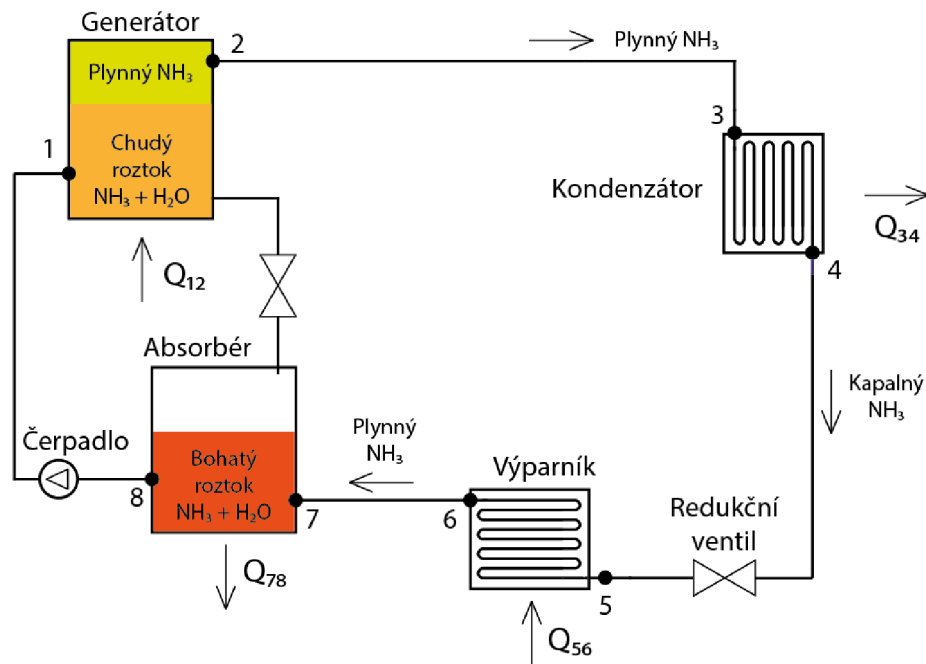 Generátor
2
Plynný NH₃
Plynný NH₃
3
1
Chudý
roztok
NH₃ + H₂O
Kondenzátor
Q₃₄
4
Q₁₂
Absorbér
Kapalný
NH₃
Plynný
NH₃
Čerpadlo
Bohatý
roztok
NH₃ + H₂O
Výparník
Redukční
ventil
8
7
6
5
Q₇₈
Q₅₆